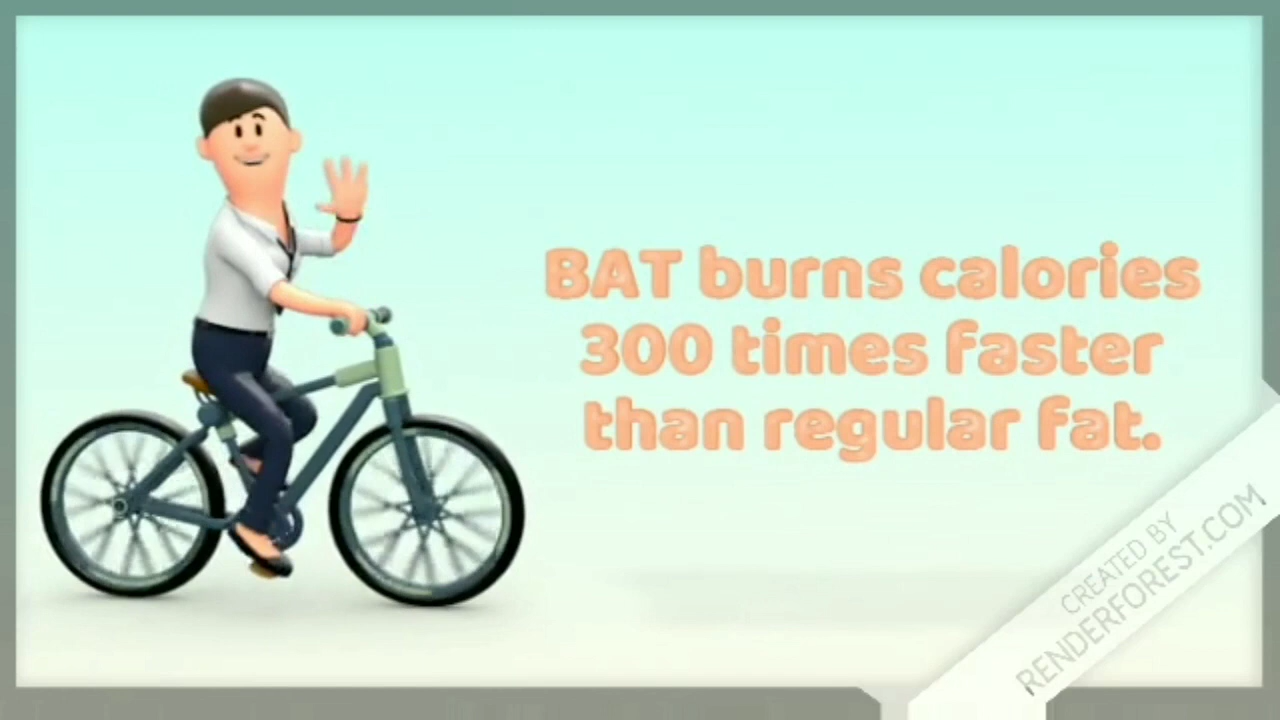 BAT burns calories
300 times faster
than regular fat.
CREATED BY
RENDERFOREST.COM